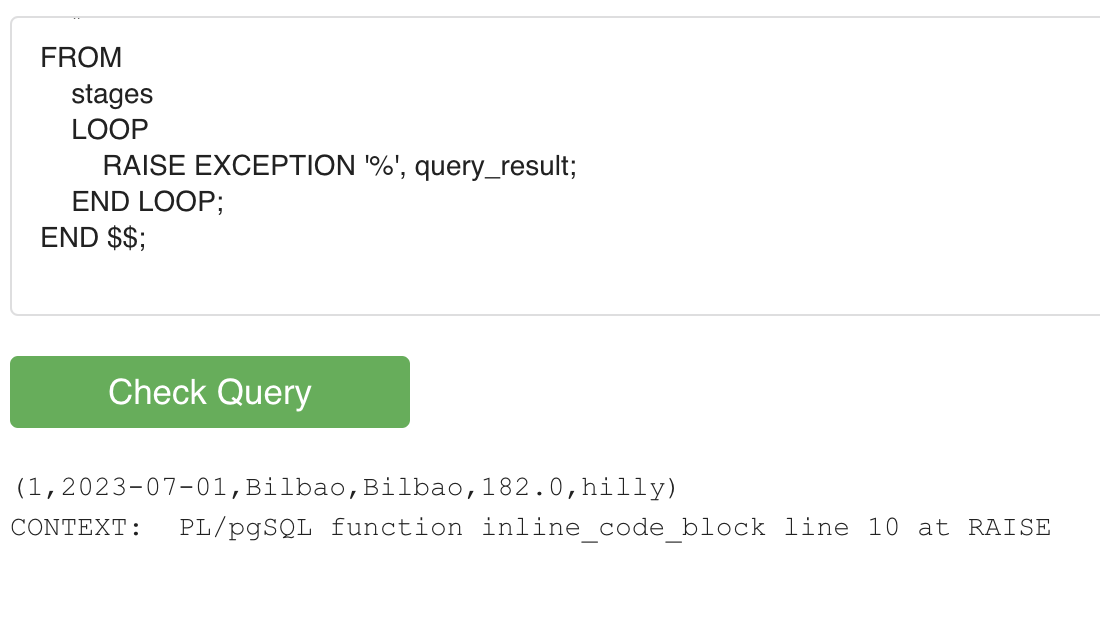 FROM
stages
LOOP
RAISE EXCEPTION '%', query_result;
END LOOP;
END $$;
Check Query
(1,2023-07-01,Bilbao,Bilbao,182.0,hilly)
CONTEXT:  PL/pgSQL function inline_code_block line 10 at RAISE